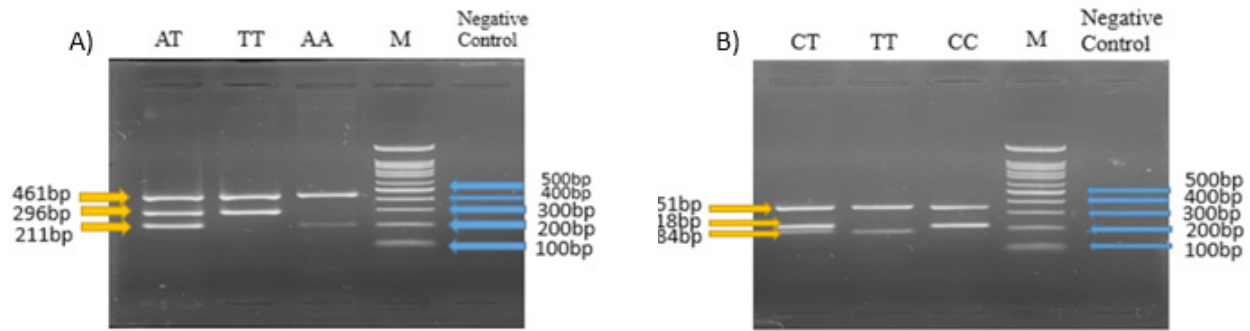 A)
AT TT AA M Negative Control
461bp
296bp
211bp
500bp
400bp
300bp
200bp
100bp
B)
CT TT CC M Negative Control
51bp
18bp
84bp
500bp
400bp
300bp
200bp
100bp